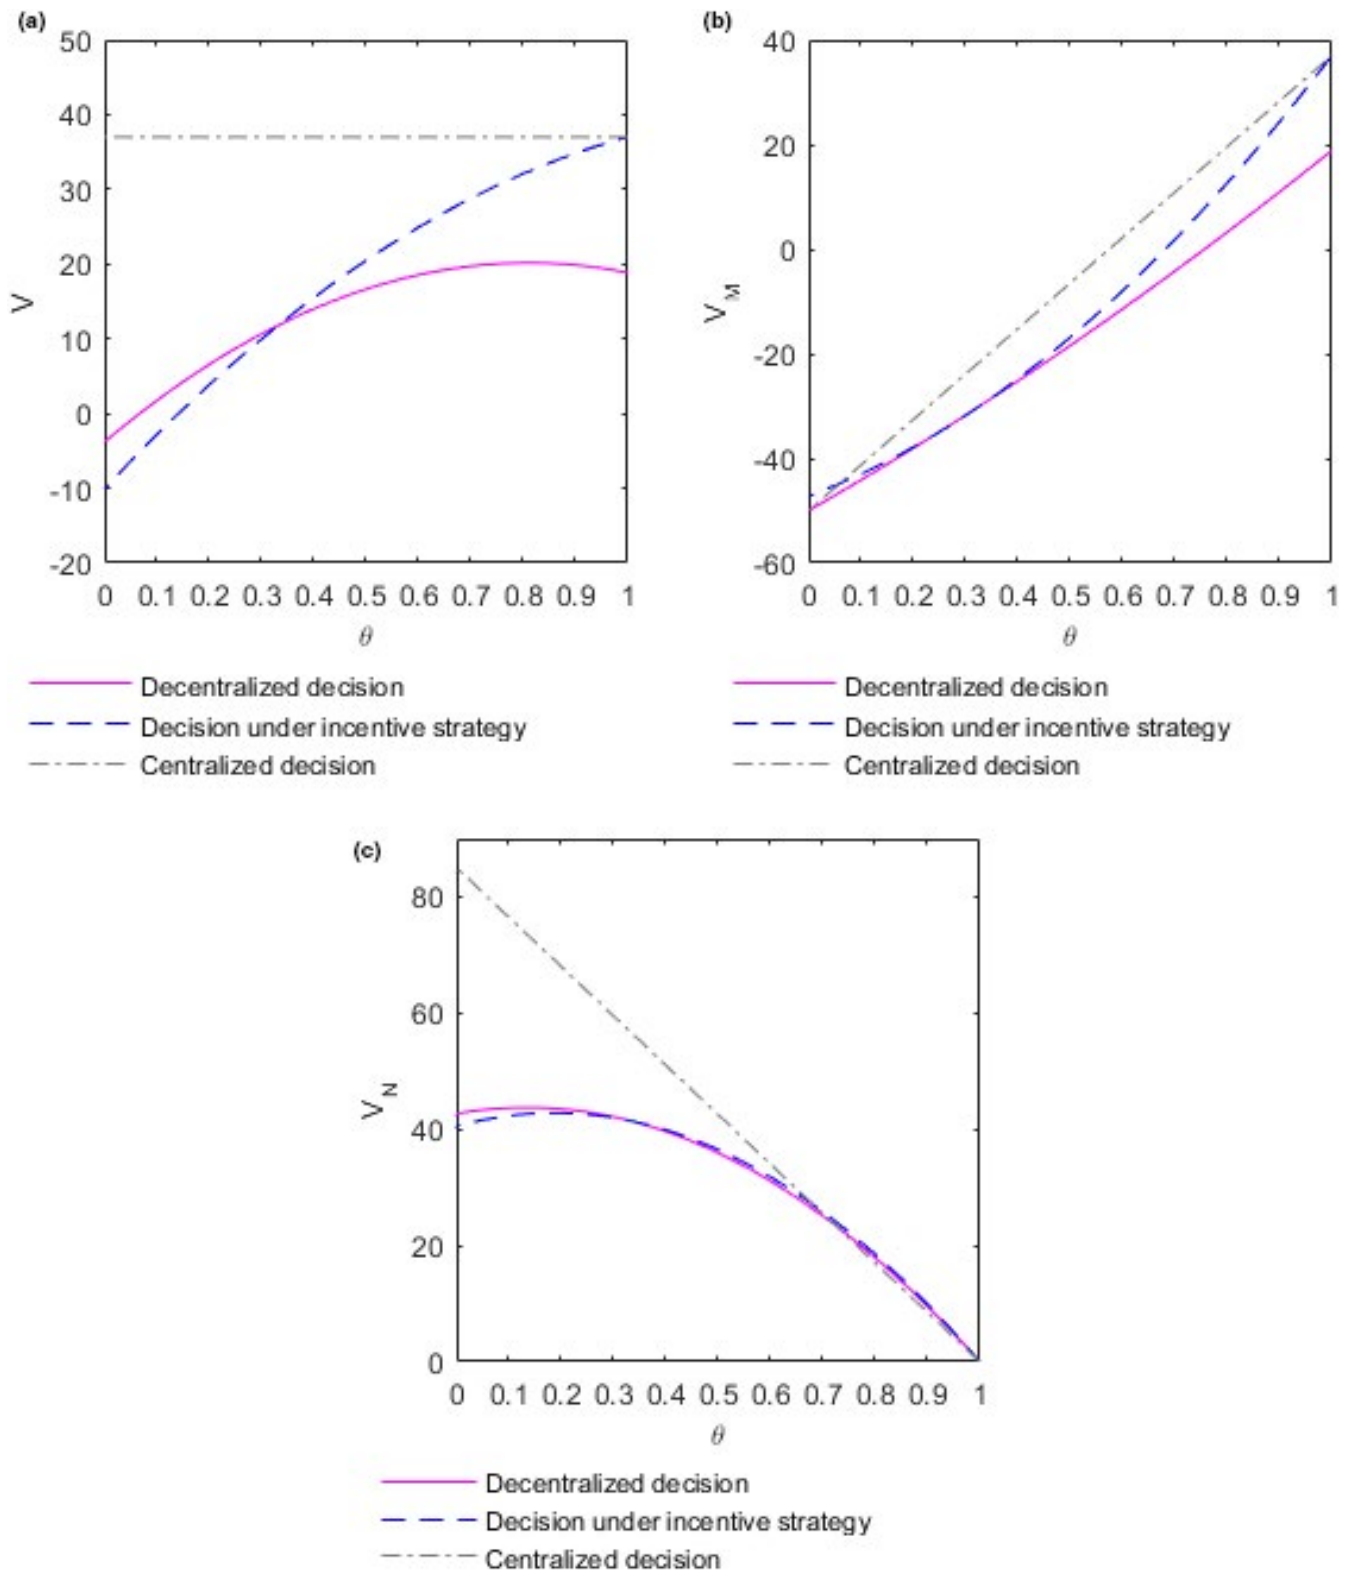 (a)
50
40
30
20
10
0
-10
-20
V
0 0.1 0.2 0.3 0.4 0.5 0.6 0.7 0.8 0.9 1
θ
Decentralized decision
Decision under incentive strategy
Centralized decision
(b)
40
20
0
-20
-40
-60
V_M
0 0.1 0.2 0.3 0.4 0.5 0.6 0.7 0.8 0.9 1
θ
Decentralized decision
Decision under incentive strategy
Centralized decision
(c)
80
60
40
20
0
V_N
0 0.1 0.2 0.3 0.4 0.5 0.6 0.7 0.8 0.9 1
θ
Decentralized decision
Decision under incentive strategy
Centralized decision